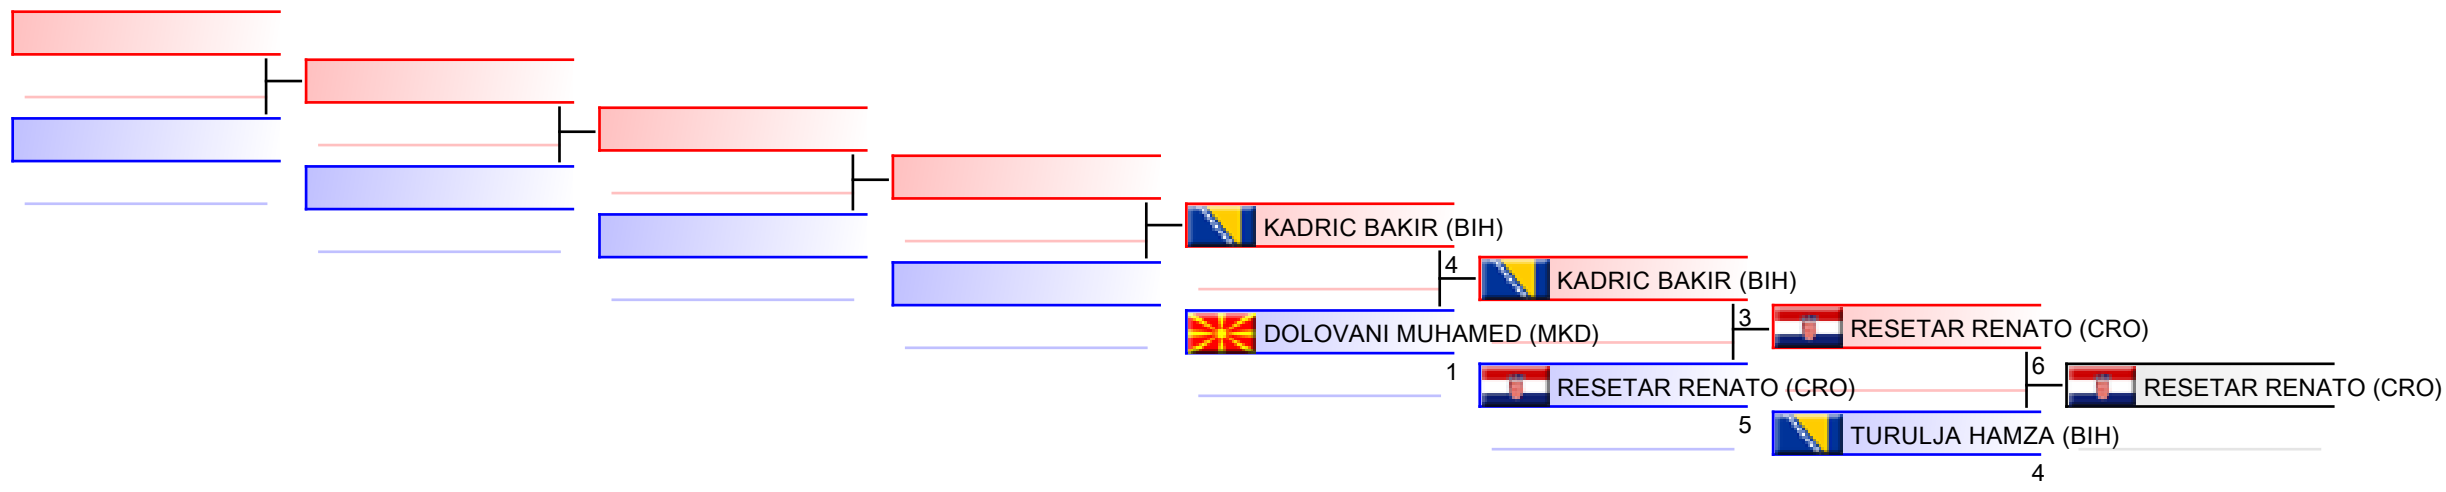 KADRIC BAKIR (BIH)
4
KADRIC BAKIR (BIH)
DOLOVANI MUHAMED (MKD)
1
3
RESETAR RENATO (CRO)
RESETAR RENATO (CRO)
5
6
RESETAR RENATO (CRO)
TURULJA HAMZA (BIH)
4